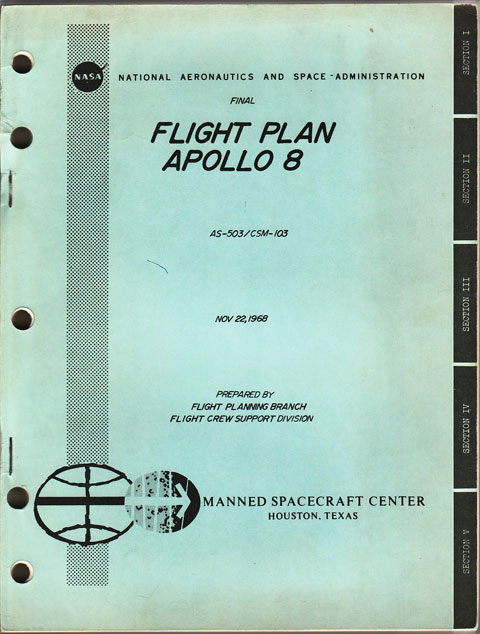 NASA
NATIONAL AERONAUTICS AND SPACE-ADMINISTRATION
FINAL
FLIGHT PLAN
APOLLO 8
AS-503/CSM-103
NOV 22,1968
PREPARED BY
FLIGHT PLANNING BRANCH
FLIGHT CREW SUPPORT DIVISION
MANNED SPACECRAFT CENTER
HOUSTON, TEXAS
SECTION I
SECTION II
SECTION III
SECTION IV
SECTION V